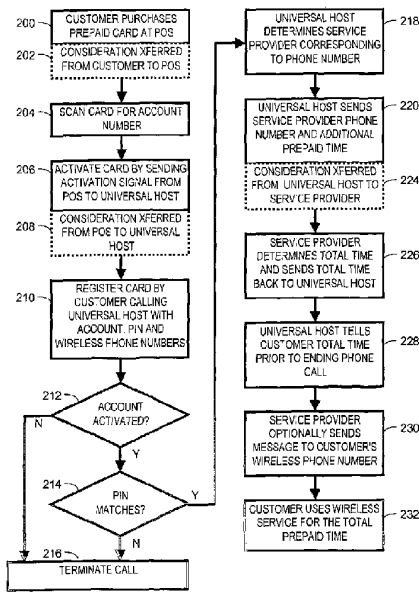 200
CUSTOMER PURCHASES
PREPAID CARD AT POS
202
CONSIDERATION XFERRED
FROM CUSTOMER TO POS
204
SCAN CARD FOR ACCOUNT
NUMBER
206
ACTIVATE CARD BY SENDING
ACTIVATION SIGNAL FROM
POS TO UNIVERSAL HOST
208
CONSIDERATION XFERRED
FROM POS TO UNIVERSAL
HOST
210
REGISTER CARD BY
CUSTOMER CALLING
UNIVERSAL HOST WITH
ACCOUNT, PIN AND
WIRELESS PHONE NUMBERS
212
ACCOUNT
ACTIVATED?
N
Y
214
PIN
MATCHES?
Y
N
216
TERMINATE CALL
218
UNIVERSAL HOST
DETERMINES SERVICE
PROVIDER CORRESPONDING
TO PHONE NUMBER
220
UNIVERSAL HOST SENDS
SERVICE PROVIDER PHONE
NUMBER AND ADDITIONAL
PREPAID TIME
224
CONSIDERATION XFERRED
FROM UNIVERSAL HOST TO
SERVICE PROVIDER
226
SERVICE PROVIDER
DETERMINES TOTAL TIME
AND SENDS TOTAL TIME
BACK TO UNIVERSAL HOST
228
UNIVERSAL HOST TELLS
CUSTOMER TOTAL TIME
PRIOR TO ENDING PHONE
CALL
230
SERVICE PROVIDER
OPTIONALLY SENDS
MESSAGE TO CUSTOMER'S
WIRELESS PHONE NUMBER
232
CUSTOMER USES WIRELESS
SERVICE FOR THE TOTAL
PREPAID TIME